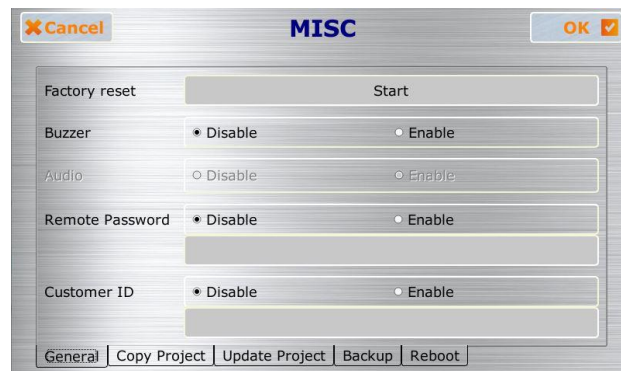 Cancel MISC OK
Factory reset Start
Buzzer Disable Enable
Audio Disable Enable
Remote Password Disable Enable
Customer ID Disable Enable
General Copy Project Update Project Backup Reboot